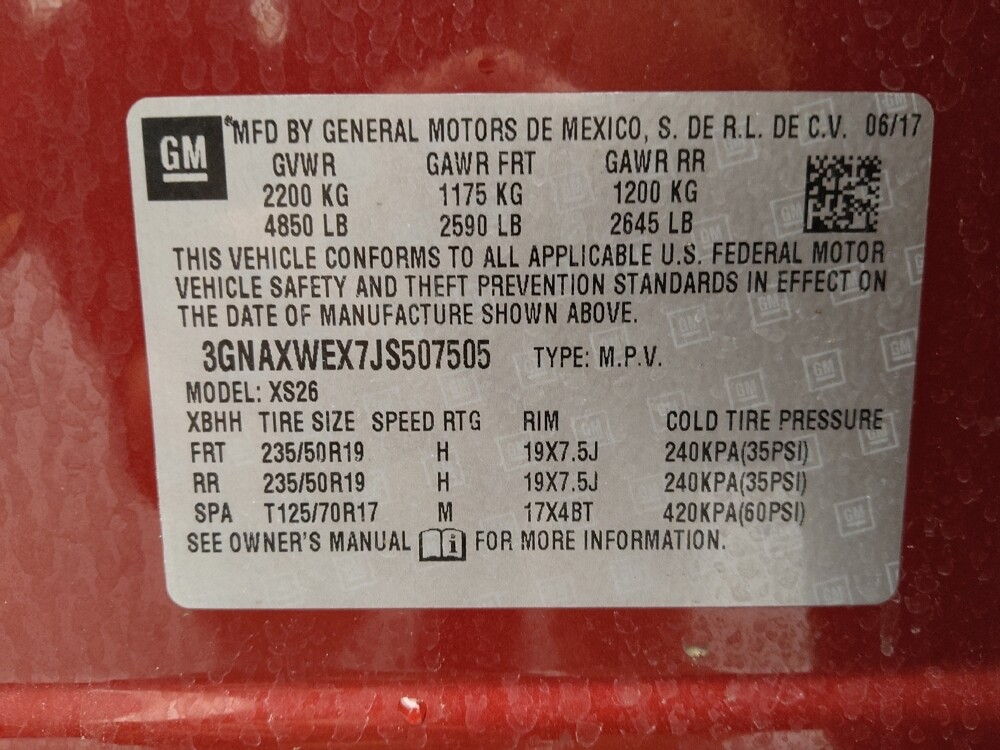 GM
®MFD BY GENERAL MOTORS DE MEXICO, S. DE R.L. DE C.V. 06/17
GVWR GAWR FRT GAWR RR
2200 KG 1175 KG 1200 KG
4850 LB 2590 LB 2645 LB
THIS VEHICLE CONFORMS TO ALL APPLICABLE U.S. FEDERAL MOTOR
VEHICLE SAFETY AND THEFT PREVENTION STANDARDS IN EFFECT ON
THE DATE OF MANUFACTURE SHOWN ABOVE.
3GNAXWEX7JS507505 TYPE: M.P.V.
MODEL: XS26
XBHH TIRE SIZE SPEED RTG RIM COLD TIRE PRESSURE
FRT 235/50R19 H 19X7.5J 240KPA(35PSI)
RR 235/50R19 H 19X7.5J 240KPA(35PSI)
SPA T125/70R17 M 17X4BT 420KPA(60PSI)
SEE OWNER'S MANUAL i FOR MORE INFORMATION.